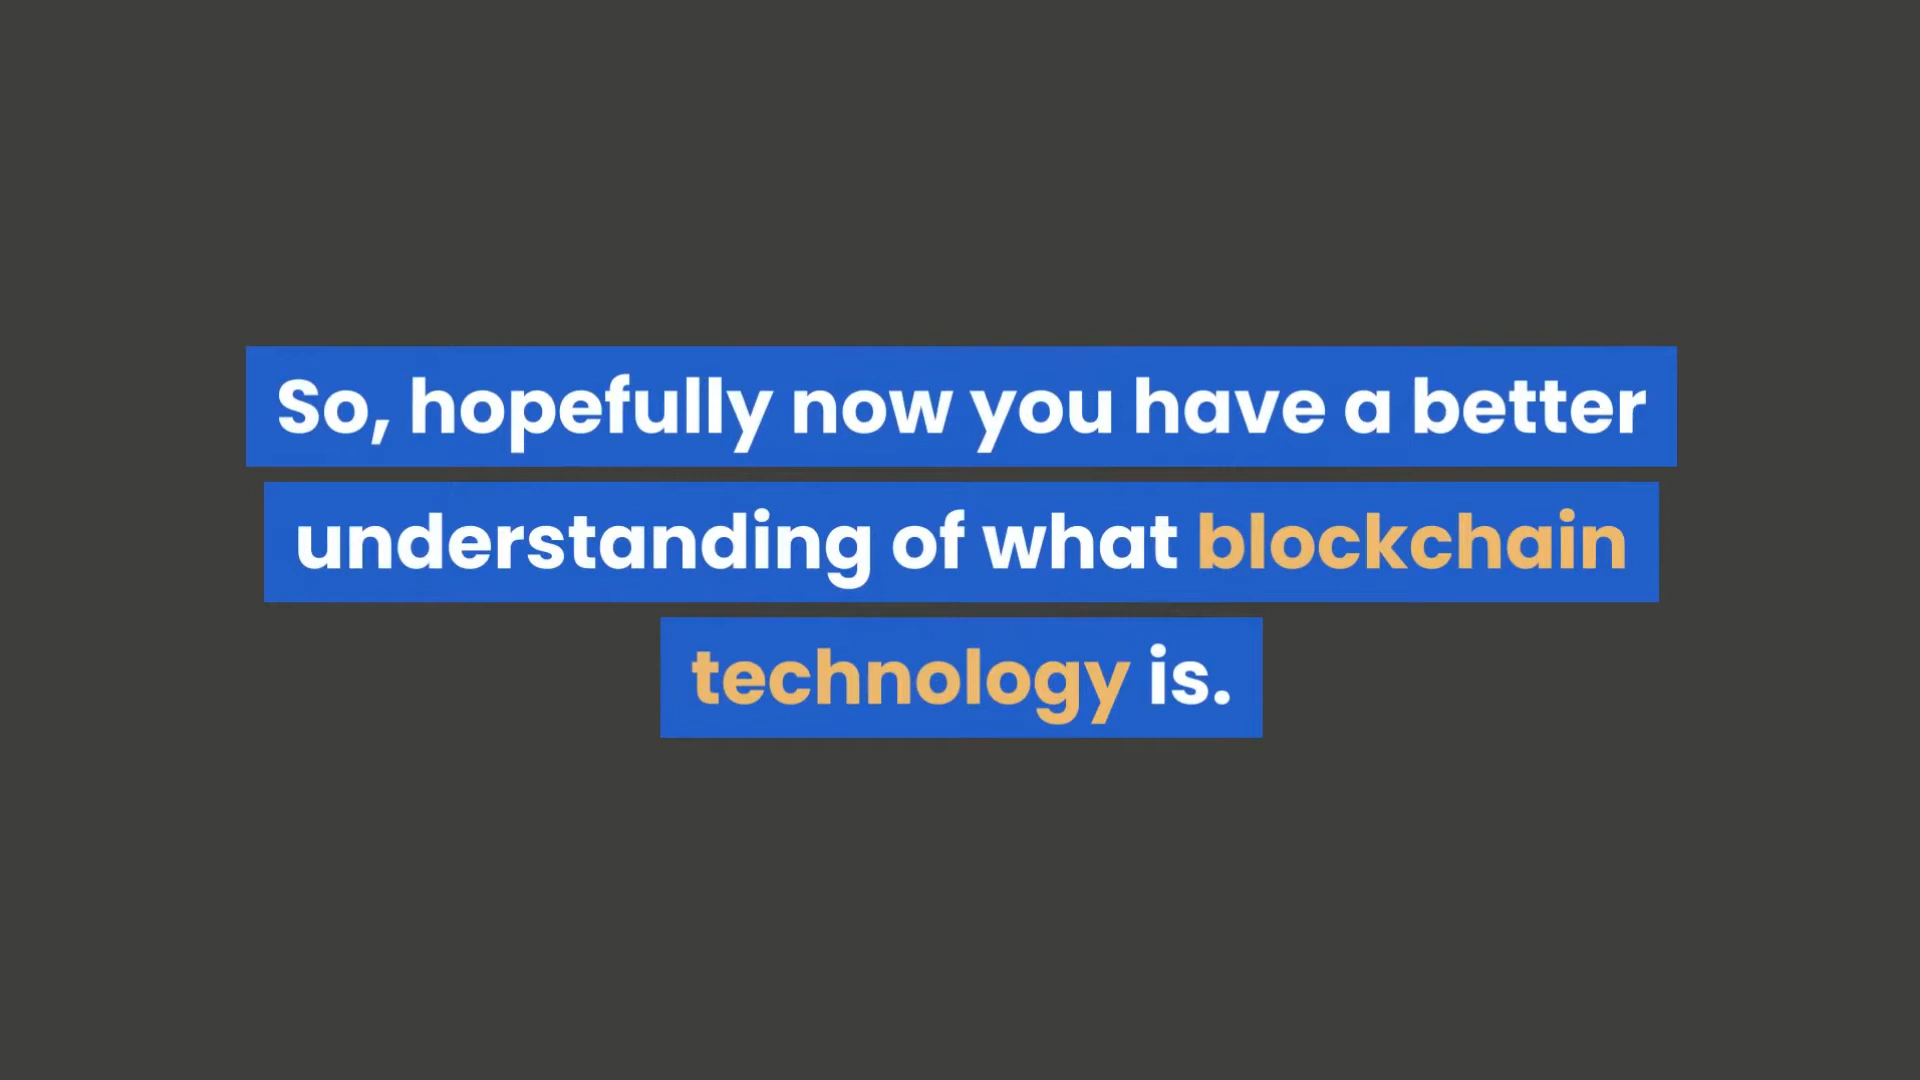 So, hopefully now you have a better
understanding of what blockchain
technology is.